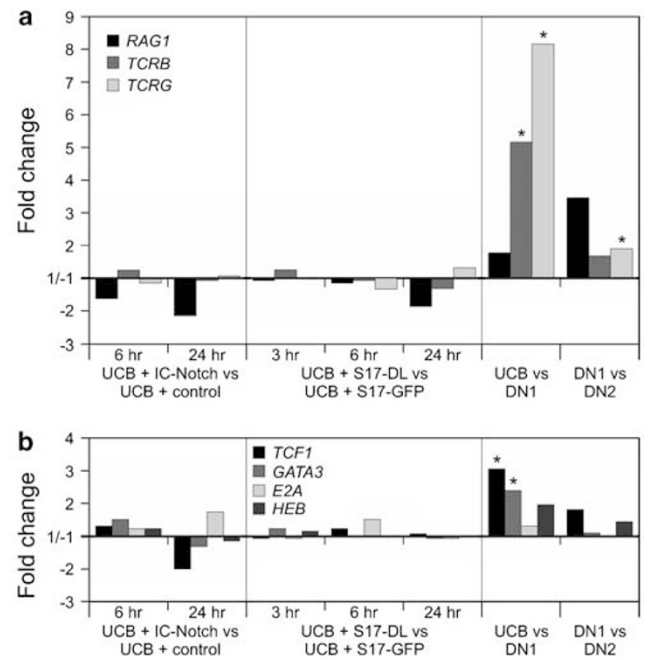 a
9
8
7
6
5
4
3
2
1/-1
-2
-3
Fold change
RAG1
TCRB
TCRG
*
*
*
6 hr 24 hr 3 hr 6 hr 24 hr UCB vs DN1 vs
UCB + IC-Notch vs UCB + S17-DL vs DN1 DN2
UCB + control UCB + S17-GFP
b
4
3
2
1/-1
-2
-3
Fold change
TCF1
GATA3
E2A
HEB
*
*
6 hr 24 hr 3 hr 6 hr 24 hr UCB vs DN1 vs
UCB + IC-Notch vs UCB + S17-DL vs DN1 DN2
UCB + control UCB + S17-GFP